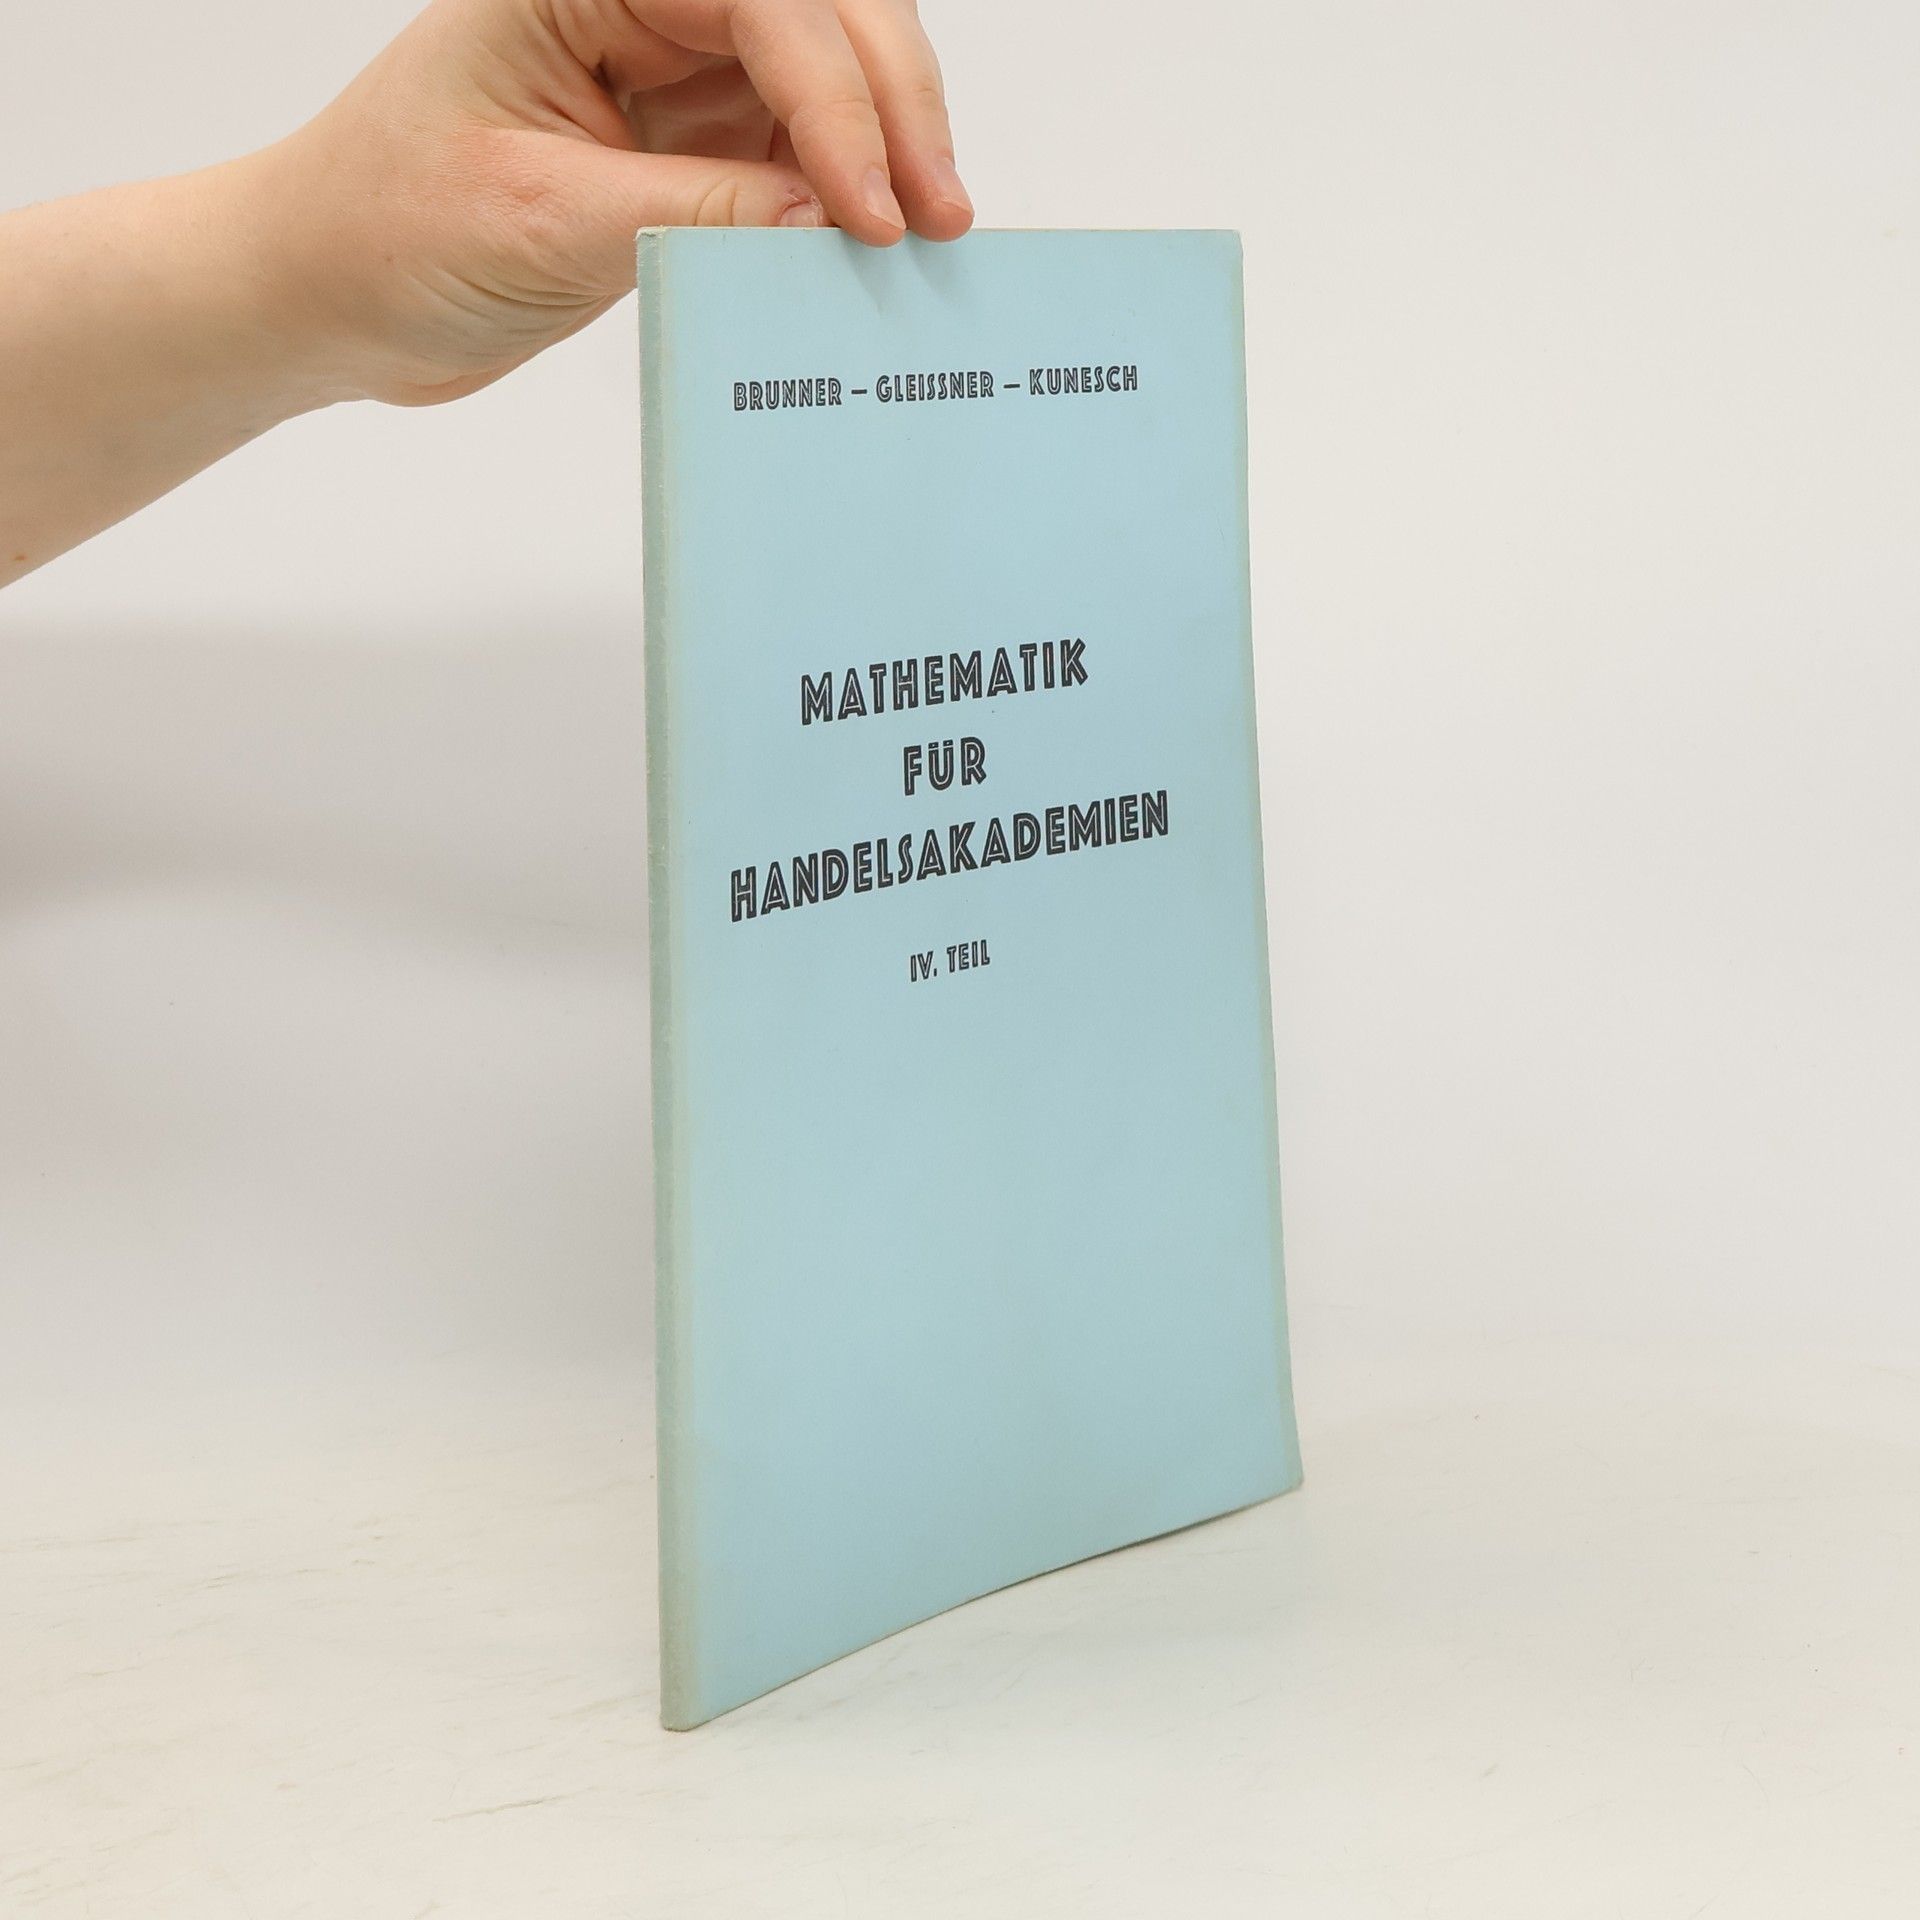 BRUNNER – GLEISSNER – KUNESCH
MATHEMATIK
FÜR
HANDELSAKADEMIEN
IV. TEIL